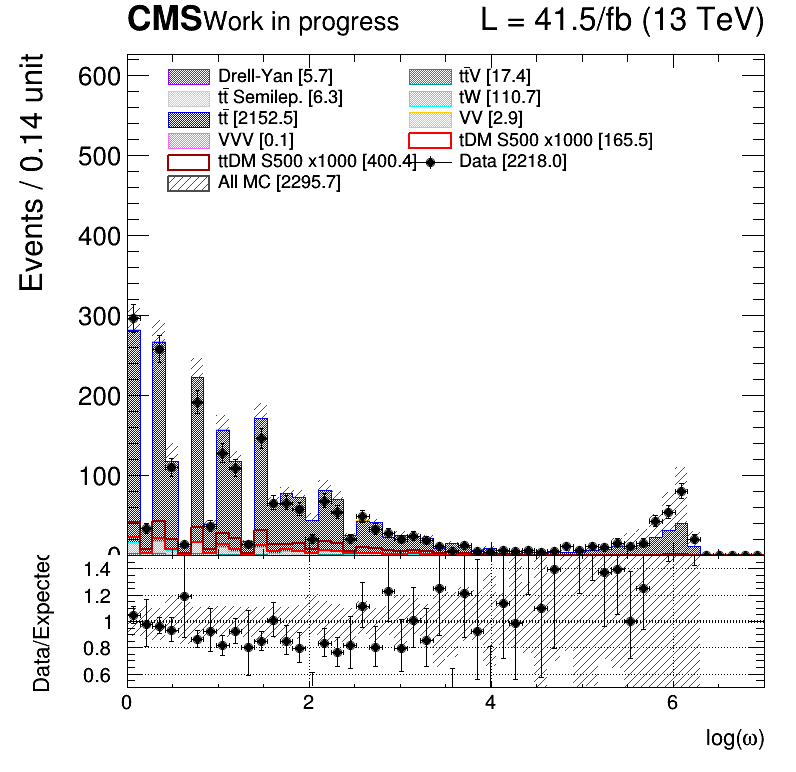 CMS Work in progress L = 41.5/fb (13 TeV)
Events / 0.14 unit
600
500
400
300
200
100
0
Drell-Yan [5.7]
tt̄V [17.4]
tt̄ Semilep. [6.3]
tW [110.7]
tt̄ [2152.5]
VV [2.9]
VVV [0.1]
tDM S500 x1000 [165.5]
ttDM S500 x1000 [400.4]
Data [2218.0]
All MC [2295.7]
Data/Expected
1.4
1.2
1
0.8
0.6
0 2 4 6
log(ω)